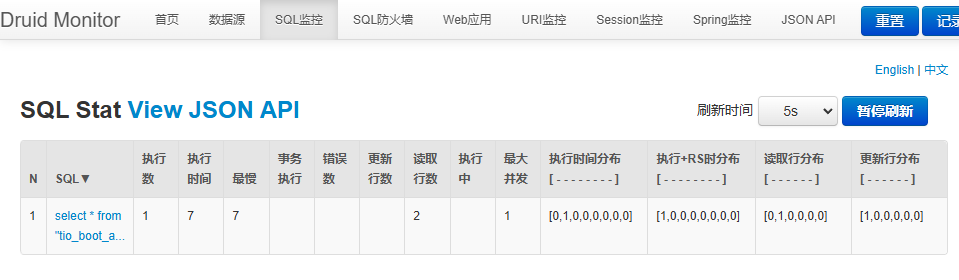 Druid Monitor 首页 数据源 SQL监控 SQL防火墙 Web应用 URI监控 Session监控 Spring监控 JSON API 重置 记录
English | 中文
SQL Stat View JSON API 刷新时间 5s 暂停刷新
N SQL▼ 执行数 执行时间 最慢 事务执行 错误数 更新行数 读取行数 执行中 最大并发 执行时间分布 [ - - - - - - - - ] 执行+RS时分布 [ - - - - - - - - ] 读取行分布 [ - - - - - - ] 更新行分布 [ - - - - - - ]
1 select * from "tio_boot_a... 1 7 7 2 1 [0,1,0,0,0,0,0,0] [1,0,0,0,0,0,0,0] [0,1,0,0,0,0] [1,0,0,0,0,0]